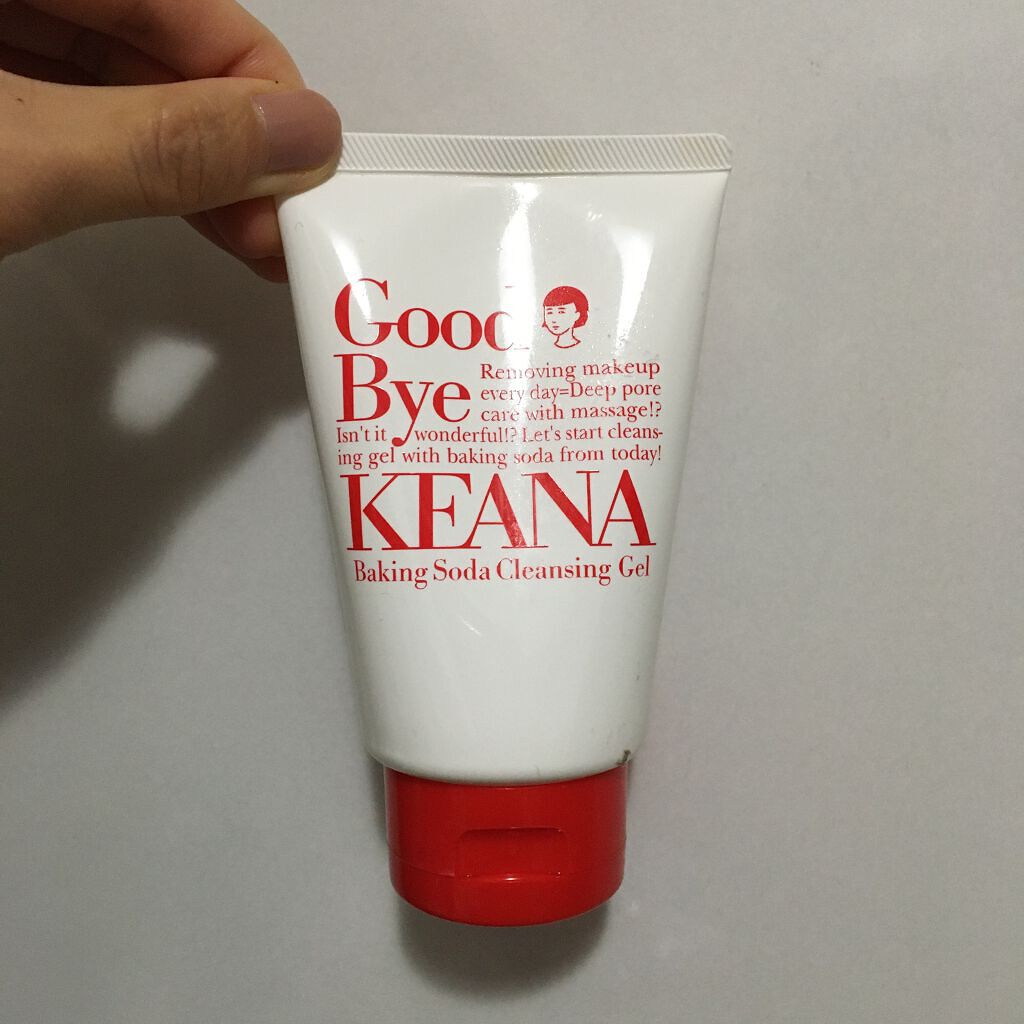 Good
Bye
Removing makeup
every day=Deep pore
care with massage!?
Isn't it wonderful!? Let's start cleans-
ing gel with baking soda from today!
KEANA
Baking Soda Cleansing Gel